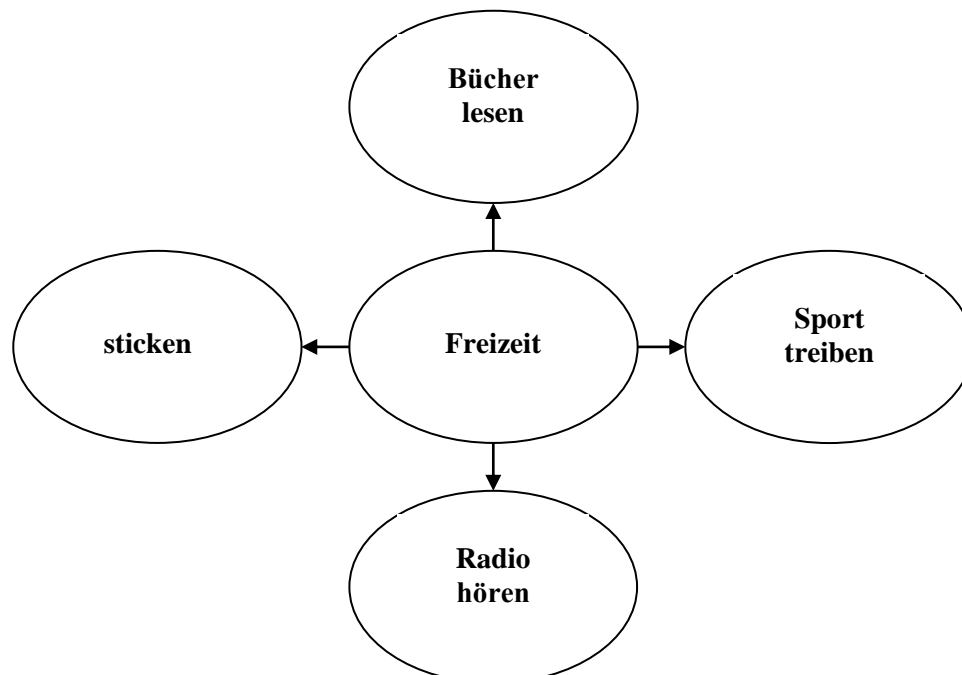 Bücher
lesen
sticken
Freizeit
Sport
treiben
Radio
hören